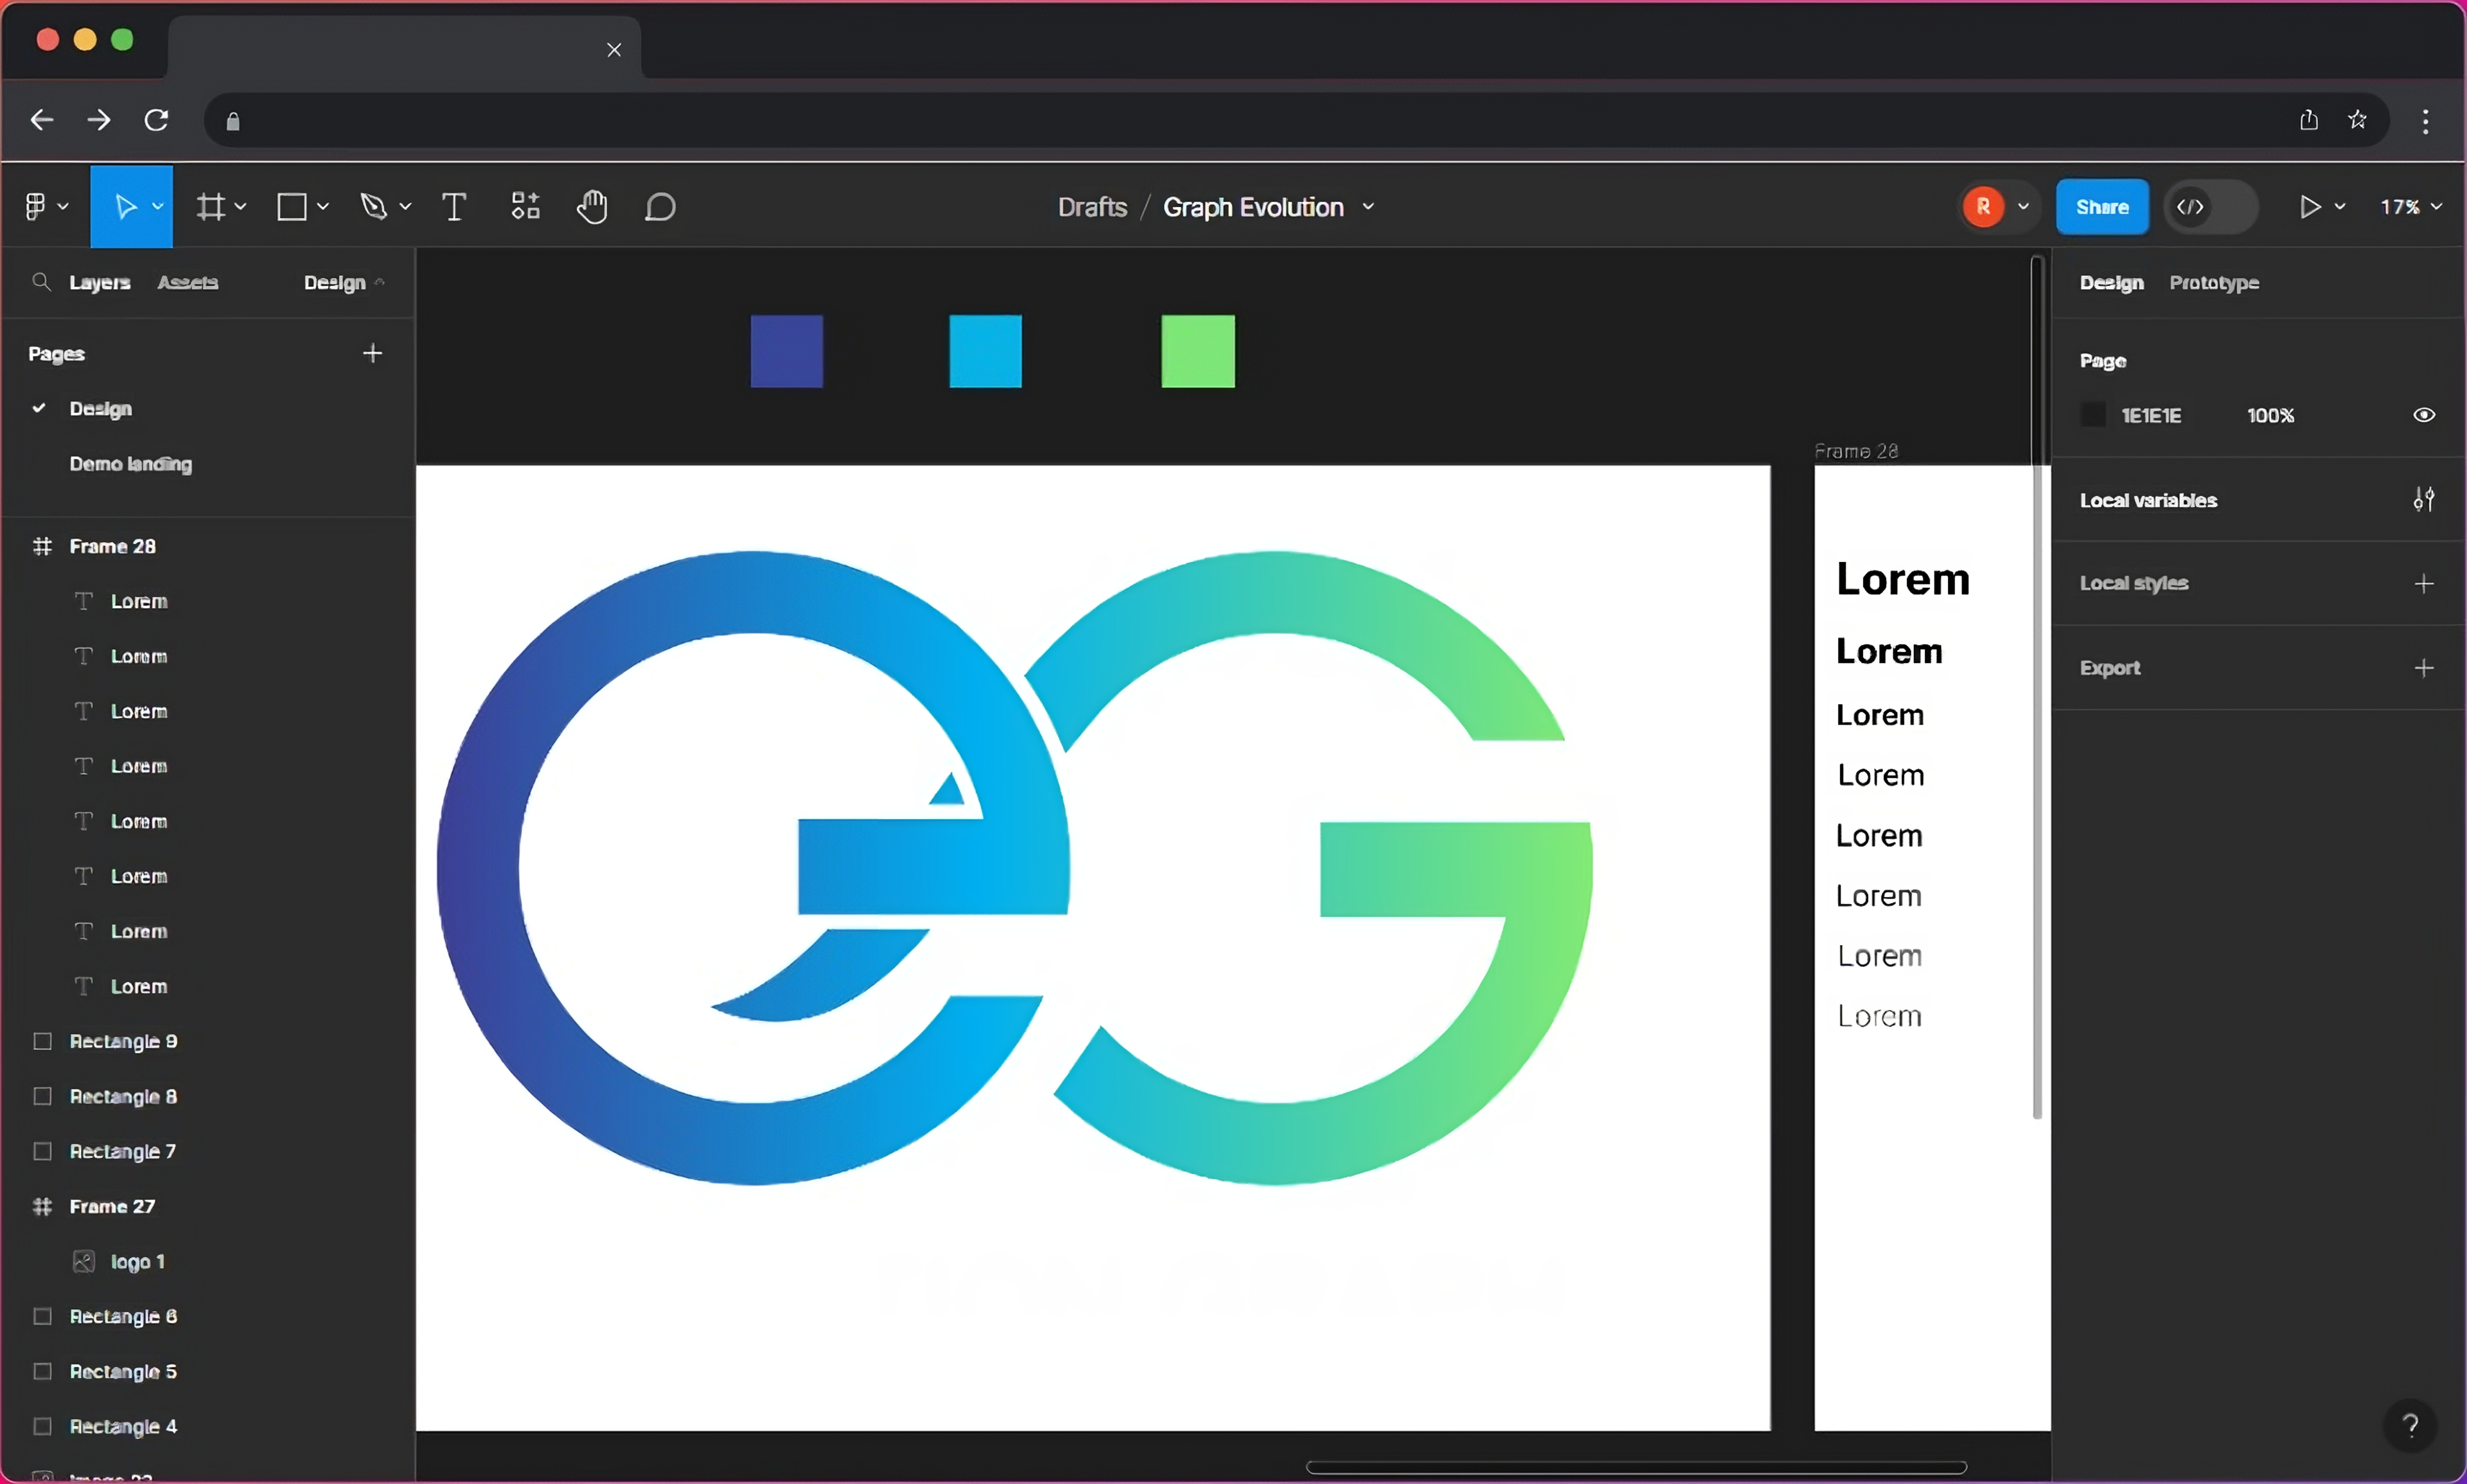 Drafts / Graph Evolution
R
Share
17%
Layers Assets Design
Pages
Design
Demo landing
Frame 28
Lorem
Lorem
Lorem
Lorem
Lorem
Lorem
Lorem
Lorem
Rectangle 9
Rectangle 8
Rectangle 7
Frame 27
logo 1
Rectangle 6
Rectangle 5
Rectangle 4
eG
Frame 28
Lorem
Lorem
Lorem
Lorem
Lorem
Lorem
Lorem
Lorem
Design Prototype
Page
1E1E1E 100%
Local variables
Local styles
Export
?